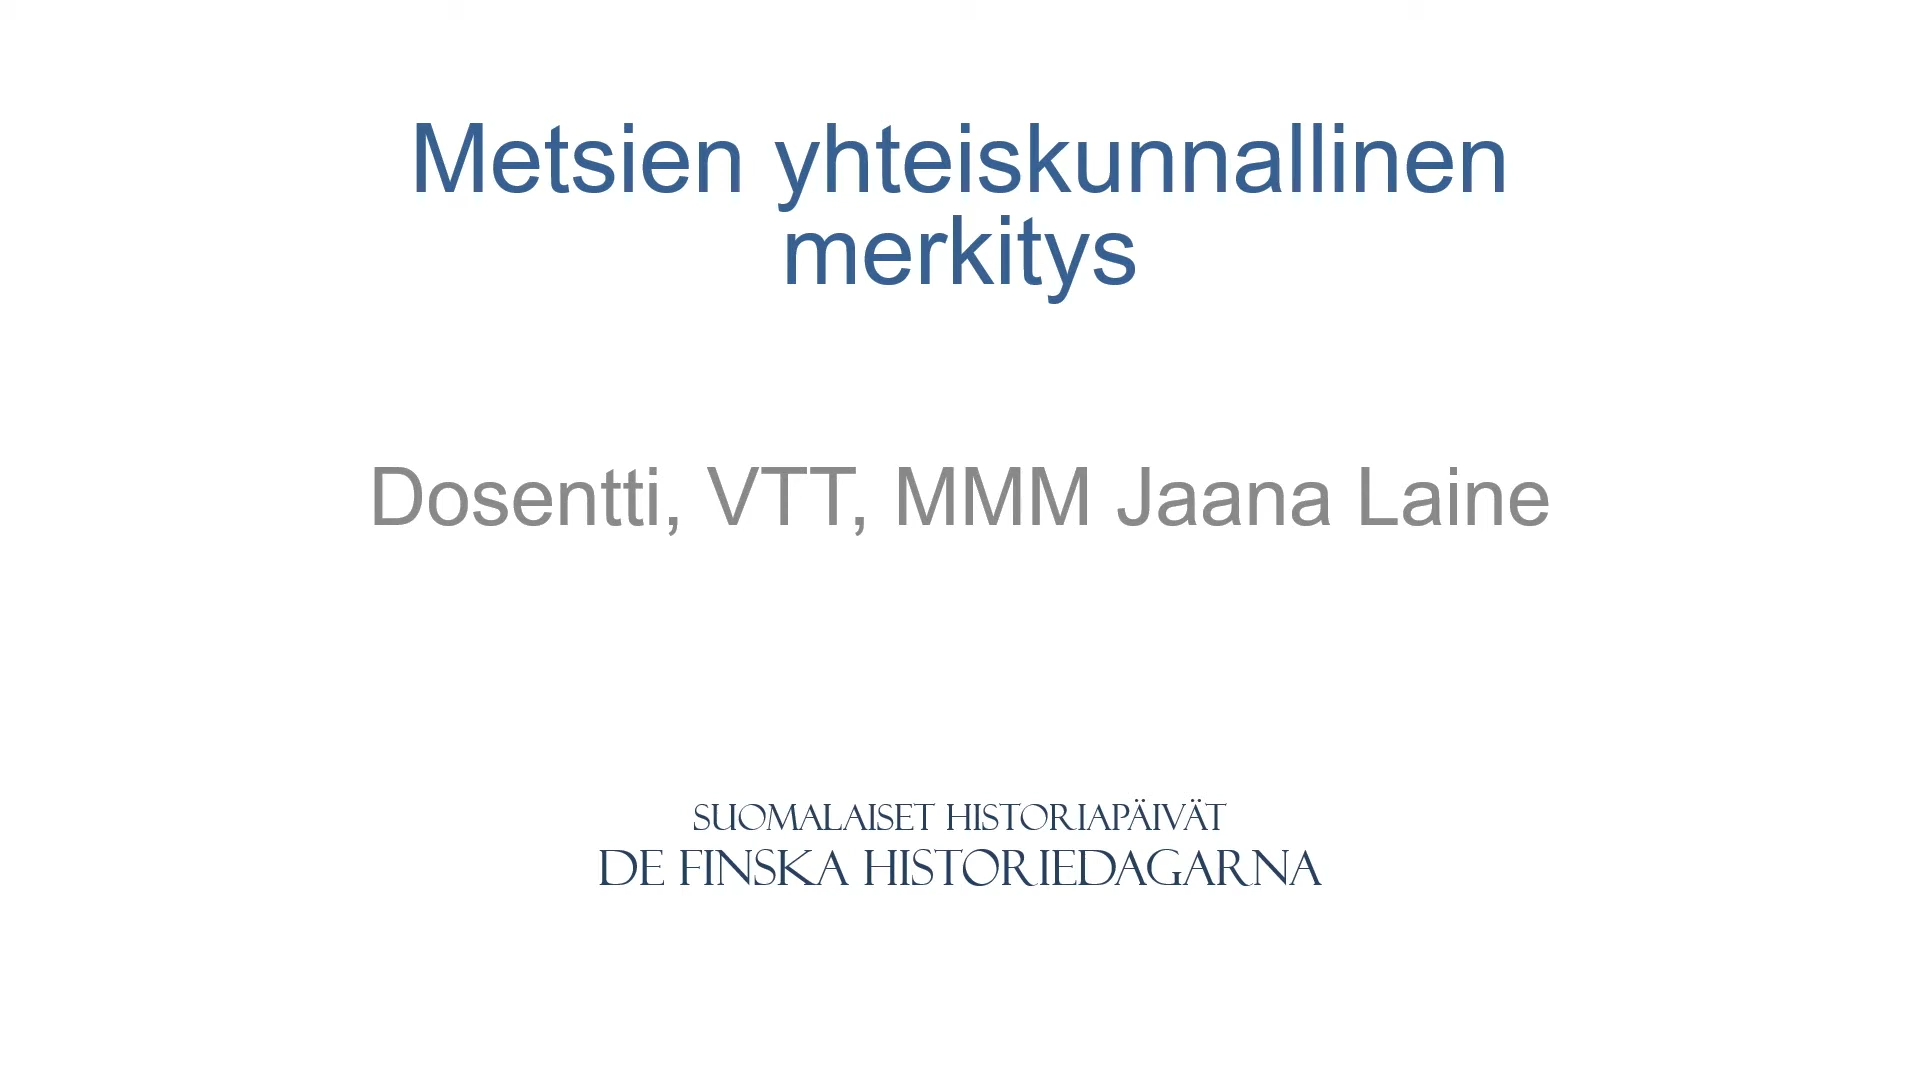 Metsien yhteiskunnallinen
merkitys
Dosentti, VTT, MMM Jaana Laine
SUOMALAISET HISTORIAPÄIVÄT
DE FINSKA HISTORIEDAGARNA